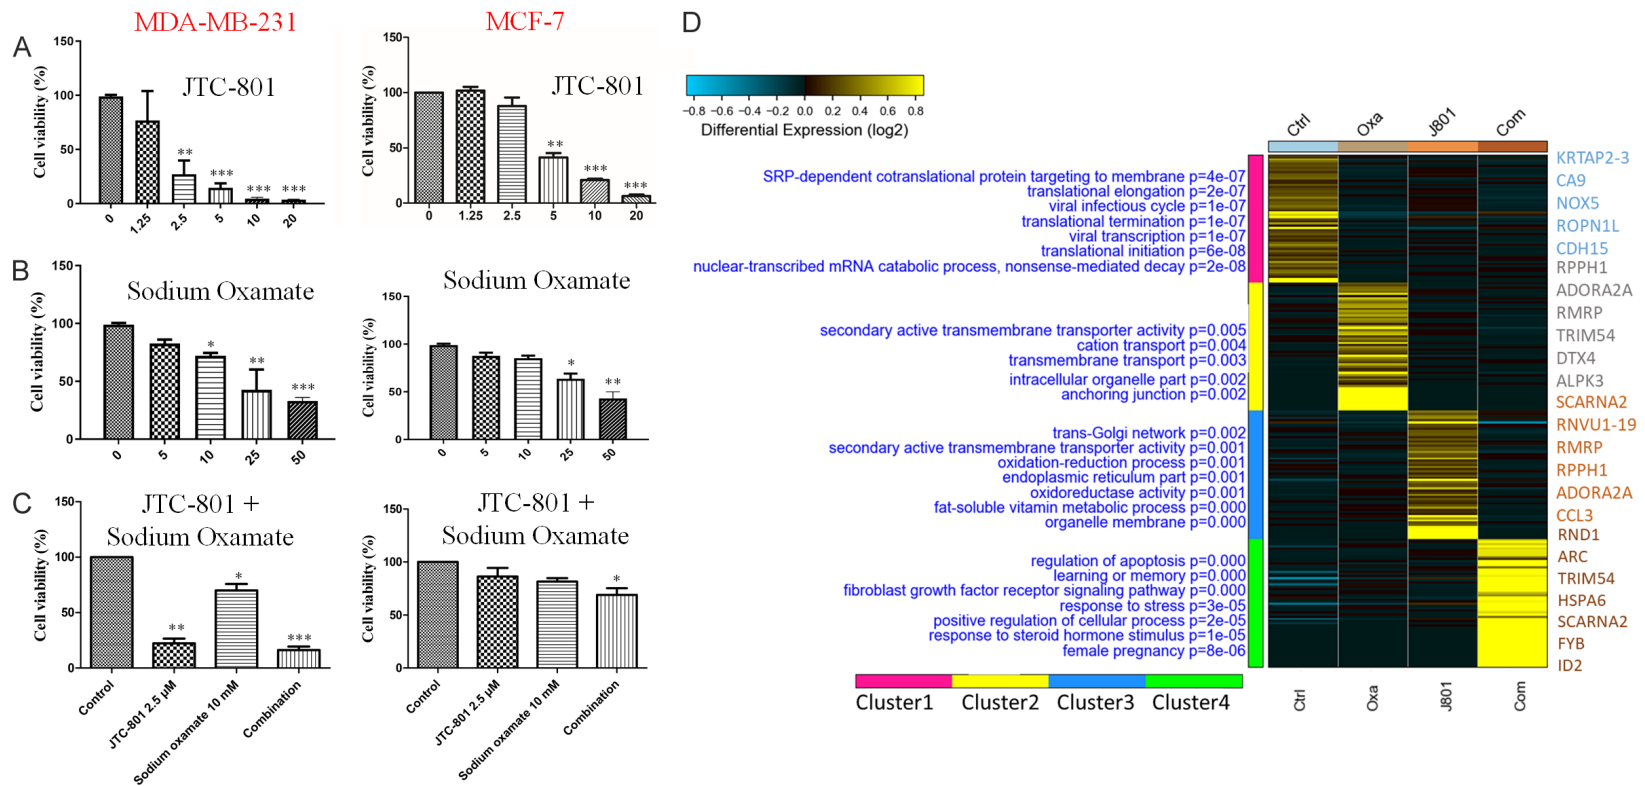 MDA-MB-231
MCF-7
D
A
150
100
50
0
Cell viability (%)
JTC-801
**
***
***
***
0
1.25
2.5
5
10
20
150
100
50
0
Cell viability (%)
JTC-801
**
***
***
0
1.25
2.5
5
10
20
B
150
100
50
0
Cell viability (%)
Sodium Oxamate
*
**
***
0
5
10
25
50
150
100
50
0
Cell viability (%)
Sodium Oxamate
*
**
0
5
10
25
50
C
150
100
50
0
Cell viability (%)
JTC-801 +
Sodium Oxamate
**
*
***
Control
JTC-801 2.5 μM
Sodium oxamate 10 mM
Combination
150
100
50
0
Cell viability (%)
JTC-801 +
Sodium Oxamate
*
Control
JTC-801 2.5 μM
Sodium oxamate 10 mM
Combination
−0.8 −0.6 −0.4 −0.2 0.0 0.2 0.4 0.6 0.8
Differential Expression (log2)
Ctrl
Oxa
J801
Com
SRP-dependent cotranslational protein targeting to membrane p=4e-07
translational elongation p=2e-07
viral infectious cycle p=1e-07
translational termination p=1e-07
viral transcription p=1e-07
translational initiation p=6e-08
nuclear-transcribed mRNA catabolic process, nonsense-mediated decay p=2e-08
secondary active transmembrane transporter activity p=0.005
cation transport p=0.004
transmembrane transport p=0.003
intracellular organelle part p=0.002
anchoring junction p=0.002
trans-Golgi network p=0.002
secondary active transmembrane transporter activity p=0.001
oxidation-reduction process p=0.001
endoplasmic reticulum part p=0.001
oxidoreductase activity p=0.001
fat-soluble vitamin metabolic process p=0.000
organelle membrane p=0.000
regulation of apoptosis p=0.000
learning or memory p=0.000
fibroblast growth factor receptor signaling pathway p=0.000
response to stress p=3e-05
positive regulation of cellular process p=2e-05
response to steroid hormone stimulus p=1e-05
female pregnancy p=8e-06
KRTAP2-3
CA9
NOX5
ROPN1L
CDH15
RPPH1
ADORA2A
RMRP
TRIM54
DTX4
ALPK3
SCARNA2
RNVU1-19
RMRP
RPPH1
ADORA2A
CCL3
RND1
ARC
TRIM54
HSPA6
SCARNA2
FYB
ID2
Cluster1
Cluster2
Cluster3
Cluster4
Ctrl
Oxa
J801
Com